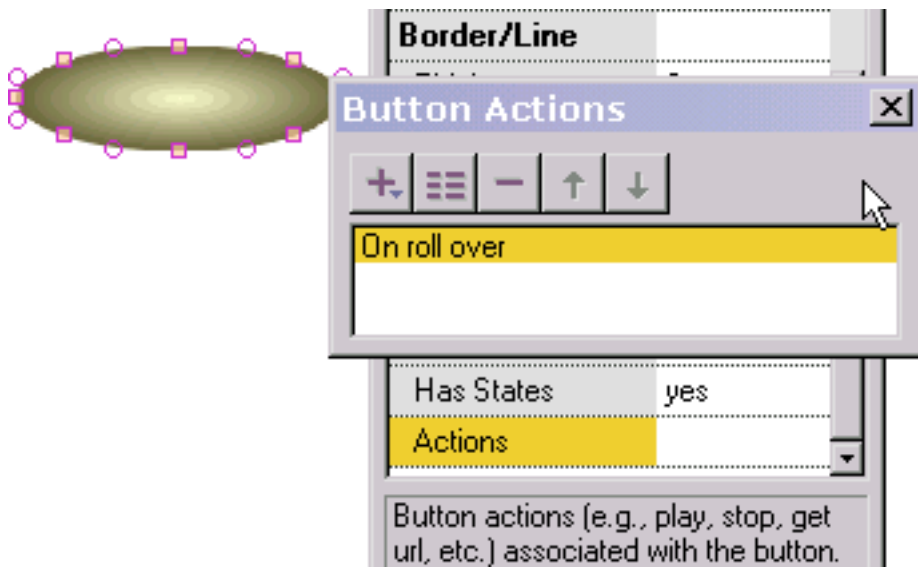 Border/Line
Button Actions
On roll over
Has States yes
Actions
Button actions (e.g., play, stop, get
url, etc.) associated with the button.